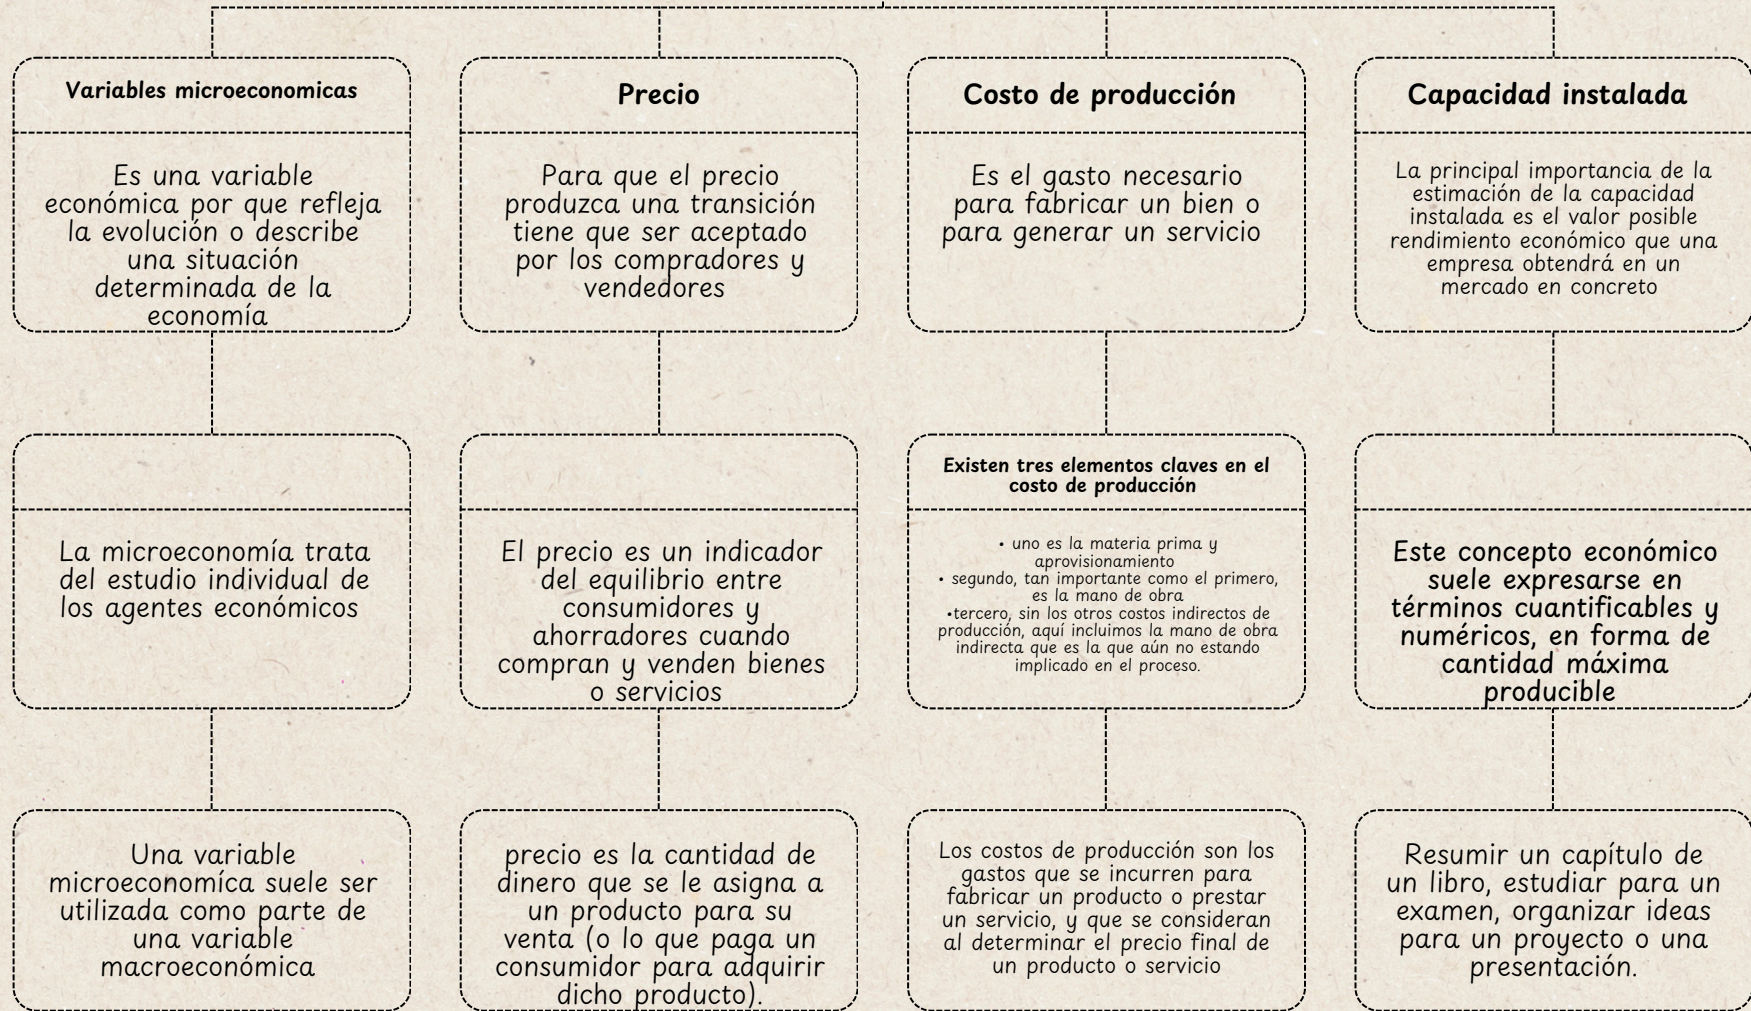 Variables microeconomicas
Es una variable
económica por que refleja
la evolución o describe
una situación
determinada de la
economía
La microeconomía trata
del estudio individual de
los agentes económicos
Una variable
microeconomíca suele ser
utilizada como parte de
una variable
macroeconómica
Precio
Para que el precio
produzca una transición
tiene que ser aceptado
por los compradores y
vendedores
El precio es un indicador
del equilibrio entre
consumidores y
ahorradores cuando
compran y venden bienes
o servicios
precio es la cantidad de
dinero que se le asigna a
un producto para su
venta (o lo que paga un
consumidor para adquirir
dicho producto).
Costo de producción
Es el gasto necesario
para fabricar un bien o
para generar un servicio
Existen tres elementos claves en el
costo de producción
• uno es la materia prima y
aprovisionamiento
• segundo, tan importante como el primero,
es la mano de obra
•tercero, sin los otros costos indirectos de
producción, aquí incluimos la mano de obra
indirecta que es la que aún no estando
implicado en el proceso.
Los costos de producción son los
gastos que se incurren para
fabricar un producto o prestar
un servicio, y que se consideran
al determinar el precio final de
un producto o servicio
Capacidad instalada
La principal importancia de la
estimación de la capacidad
instalada es el valor posible
rendimiento económico que una
empresa obtendrá en un
mercado en concreto
Este concepto económico
suele expresarse en
términos cuantificables y
numéricos, en forma de
cantidad máxima
producible
Resumir un capítulo de
un libro, estudiar para un
examen, organizar ideas
para un proyecto o una
presentación.